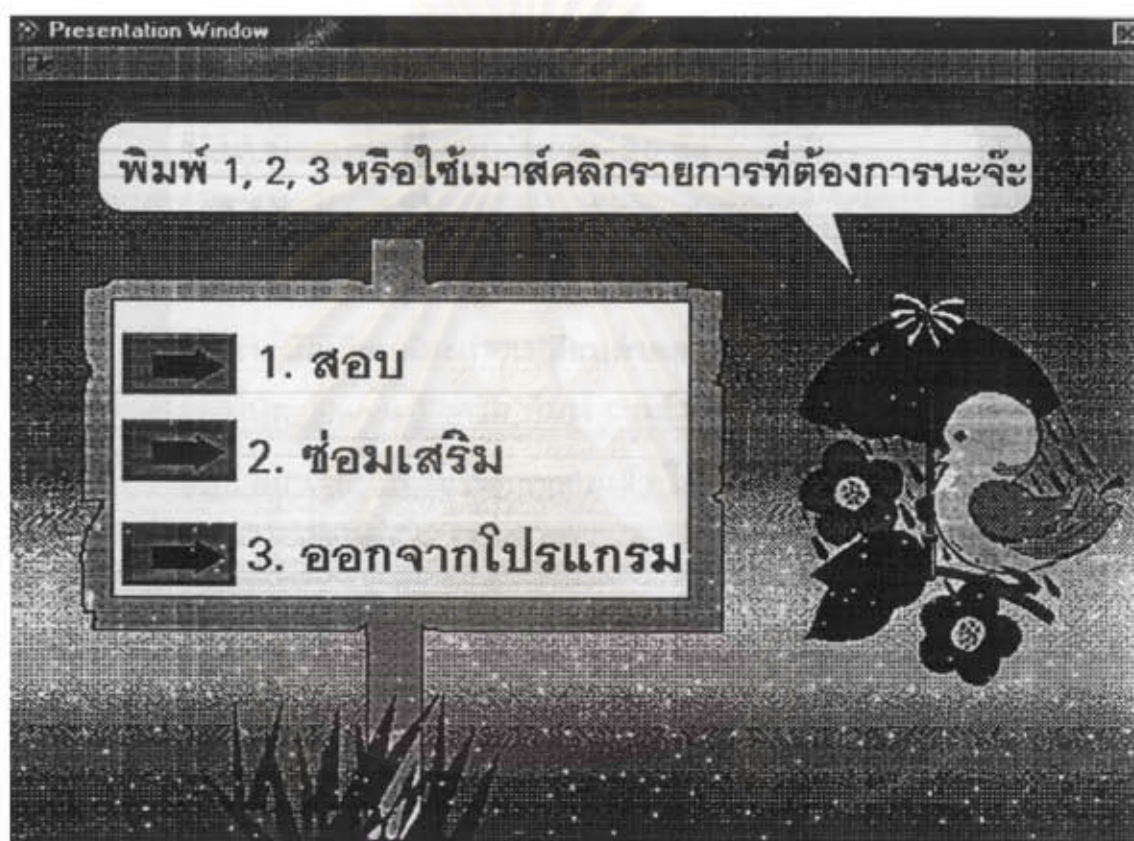 Presentation Window
File
พิมพ์ 1, 2, 3 หรือใช้เมาส์คลิกรายการที่ต้องการนะจ๊ะ
1. สอบ
2. ซ่อมเสริม
3. ออกจากโปรแกรม